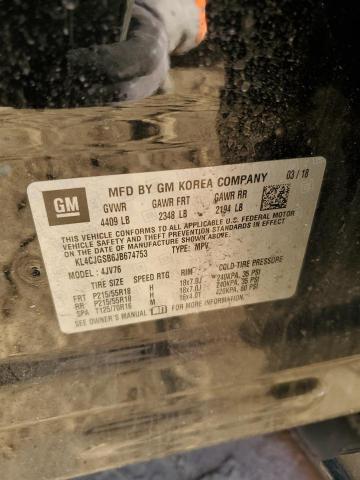 GM
MFD BY GM KOREA COMPANY 03/18
GVWR GAWR FRT GAWR RR
4409 LB 2348 LB 2194 LB
THIS VEHICLE CONFORMS TO ALL APPLICABLE U.S. FEDERAL MOTOR
VEHICLE SAFETY, BUMPER, AND THEFT PREVENTION STANDARDS IN EFFECT ON THE
DATE OF MANUFACTURE SHOWN ABOVE.
KL4CJGSB6JB674753 TYPE: MPV
MODEL: 4JV76
TIRE SIZE SPEED RTG RIM COLD TIRE PRESSURE
FRT P215/55R18 H 18x7.0J 240KPA, 35 PSI
RR: P215/55R18 H 18x7.0J 240KPA, 35 PSI
SPA T125/70R16 M 16x4.0T 420KPA, 60 PSI
SEE OWNER'S MANUAL MTI FOR MORE INFORMATION.